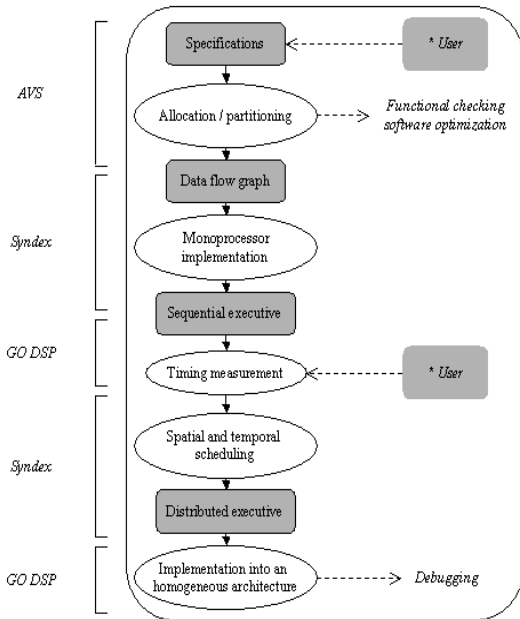 Specifications
* User
AVS
Allocation / partitioning
Functional checking
software optimization
Data flow graph
Syndex
Monoprocessor
implementation
Sequential executive
GO DSP
Timing measurement
* User
Spatial and temporal
scheduling
Syndex
Distributed executive
Implementation into an
homogeneous architecture
GO DSP
Debugging